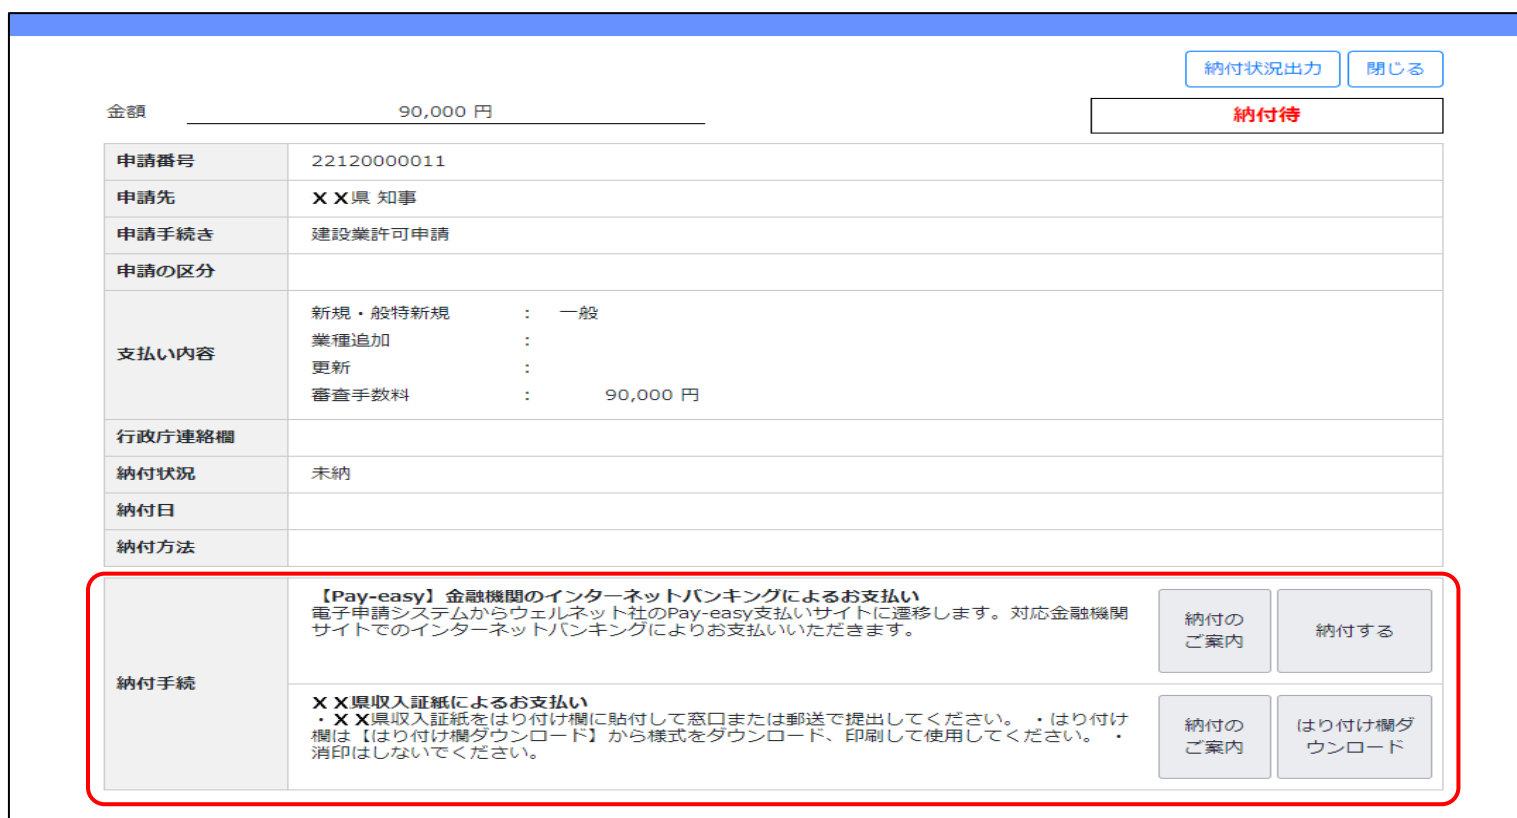 納付状況出力 閉じる
金額 90,000 円 納付待
申請番号 22120000011
申請先 XX県 知事
申請手続き 建設業許可申請
申請の区分
支払い内容
新規・般特新規 : 一般
業種追加 :
更新 :
審査手数料 : 90,000 円
行政庁連絡欄
納付状況 未納
納付日
納付方法
納付手続
【Pay-easy】金融機関のインターネットバンキングによるお支払い
電子申請システムからウェルネット社のPay-easy支払いサイトに遷移します。対応金融機関
サイトでのインターネットバンキングによりお支払いいただきます。
納付の
ご案内
納付する
XX県収入証紙によるお支払い
・XX県収入証紙をはり付け欄に貼付して窓口または郵送で提出してください。 ・はり付け
欄は【はり付け欄ダウンロード】から様式をダウンロード、印刷して使用してください。 ・
消印はしないでください。
納付の
ご案内
はり付け欄ダ
ウンロード